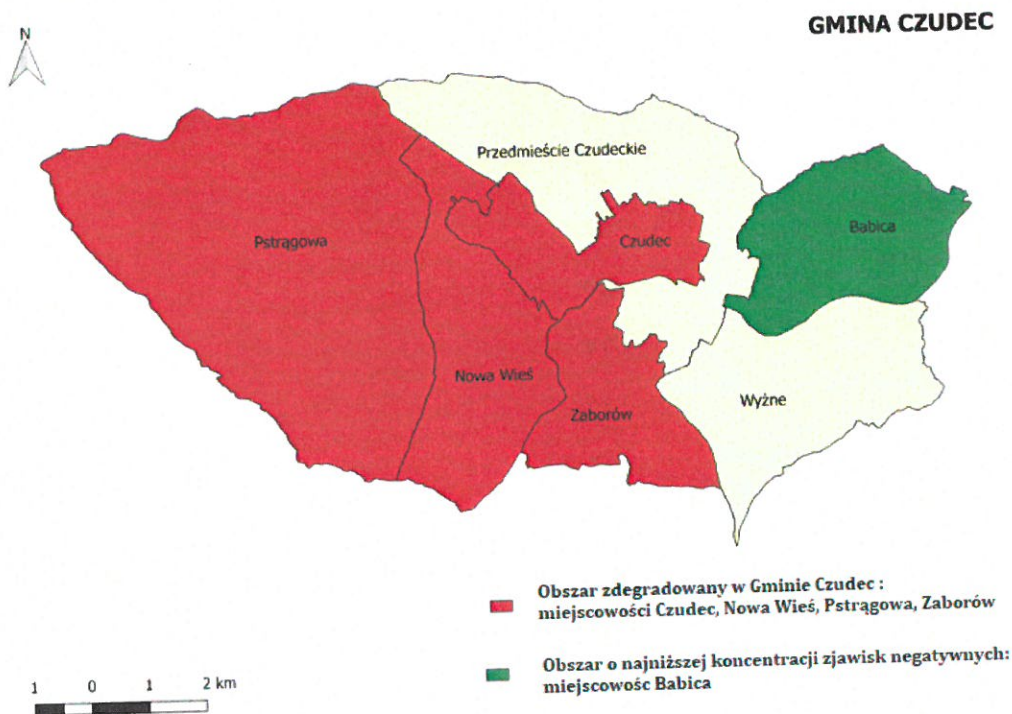 GMINA CZUDEC
N
Przedmieście Czudeckie
Pstrągowa
Czudec
Babica
Nowa Wieś
Zaborów
Wyżne
Obszar zdegradowany w Gminie Czudec :
miejscowości Czudec, Nowa Wieś, Pstrągowa, Zaborów
Obszar o najniższej koncentracji zjawisk negatywnych:
miejscowośc Babica
1 0 1 2 km